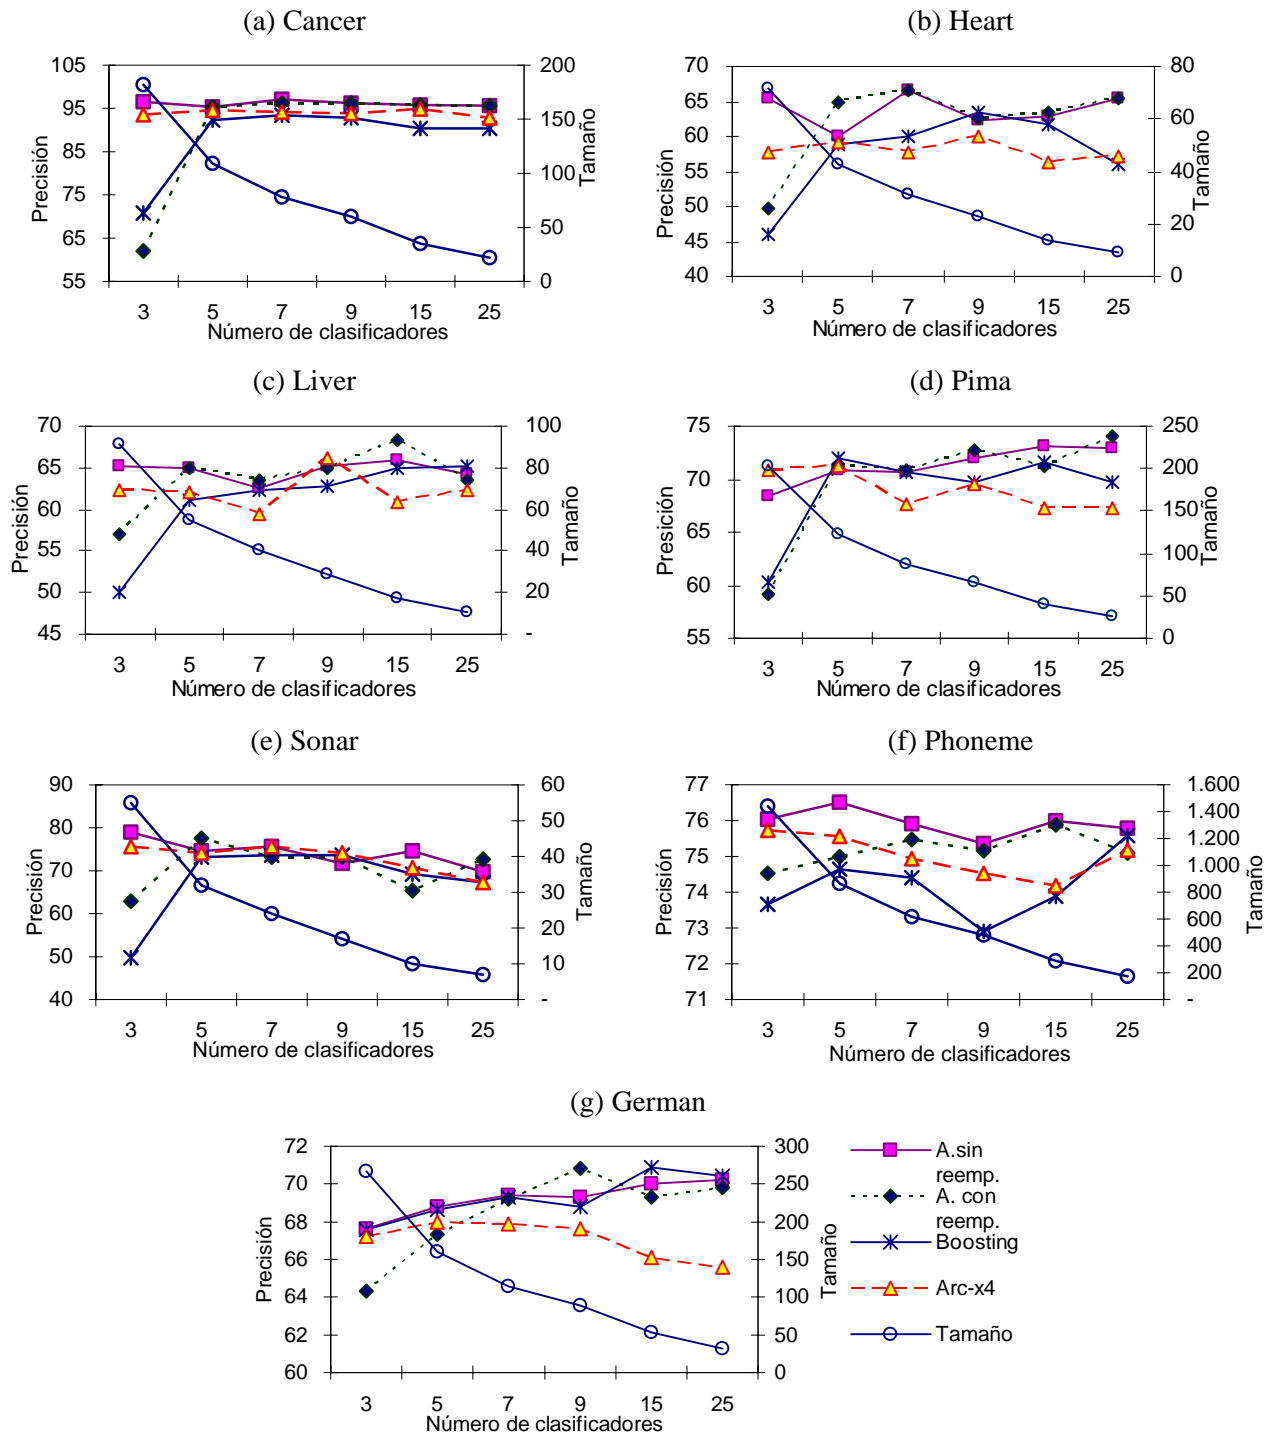 (a) Cancer
(b) Heart
105
95
85
75
65
55
200
150
100
50
0
Precisión
Tamaño
3 5 7 9 15 25
Número de clasificadores
70
65
60
55
50
45
40
80
60
40
20
0
Precisión
Tamaño
3 5 7 9 15 25
Número de clasificadores
(c) Liver
(d) Pima
70
65
60
55
50
45
100
80
60
40
20
-
Precisión
Tamaño
3 5 7 9 15 25
Número de clasificadores
75
70
65
60
55
250
200
150
100
50
0
Presición
Tamaño
3 5 7 9 15 25
Número de clasificadores
(e) Sonar
(f) Phoneme
90
80
70
60
50
40
60
50
40
30
20
10
-
Precisión
Tamaño
3 5 7 9 15 25
Número de clasificadores
77
76
75
74
73
72
71
1.600
1.400
1.200
1.000
800
600
400
200
-
Precisión
Tamaño
3 5 7 9 15 25
Número de clasificadores
(g) German
72
70
68
66
64
62
60
300
250
200
150
100
50
0
Precisión
Tamaño
3 5 7 9 15 25
Número de clasificadores
A.sin
reemp.
A. con
reemp.
Boosting
Arc-x4
Tamaño